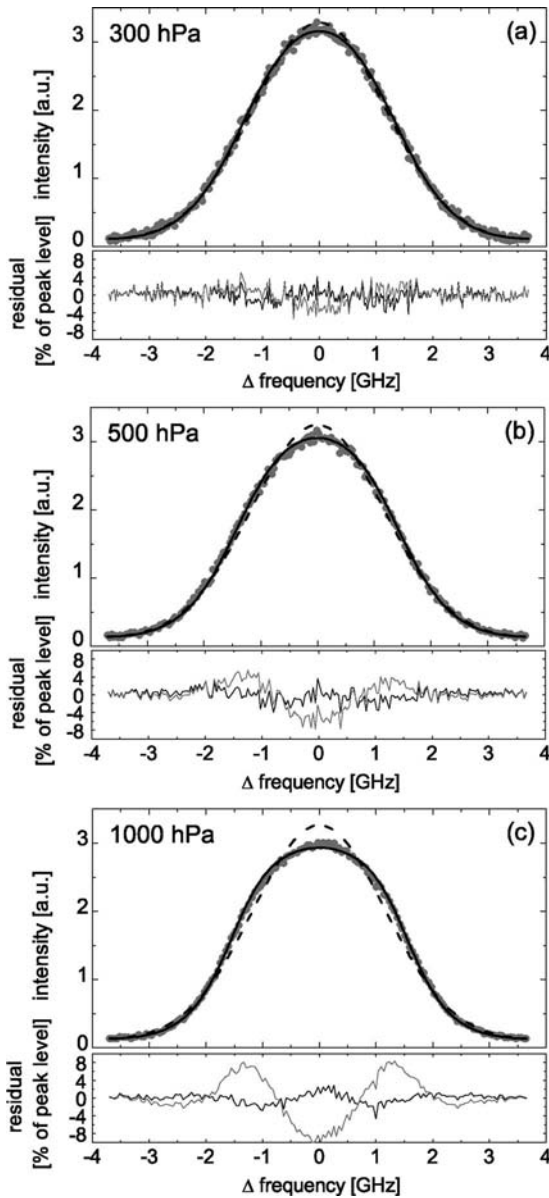 300 hPa
(a)
intensity [a.u.]
3
2
1
0
residual
[% of peak level]
8
4
0
-4
-8
-4 -3 -2 -1 0 1 2 3 4
Δ frequency [GHz]
500 hPa
(b)
intensity [a.u.]
3
2
1
0
residual
[% of peak level]
8
4
0
-4
-8
-4 -3 -2 -1 0 1 2 3 4
Δ frequency [GHz]
1000 hPa
(c)
intensity [a.u.]
3
2
1
0
residual
[% of peak level]
8
4
0
-4
-8
-4 -3 -2 -1 0 1 2 3 4
Δ frequency [GHz]